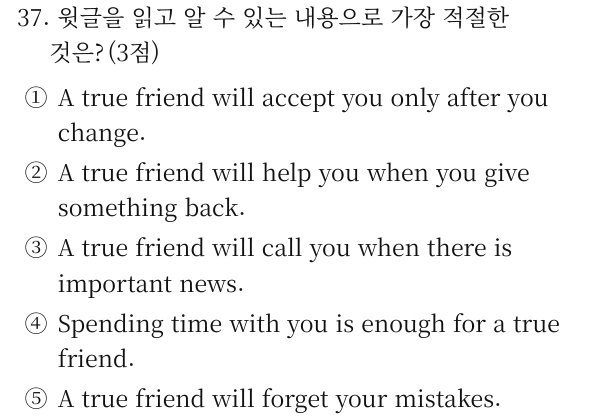 37. 윗글을 읽고 알 수 있는 내용으로 가장 적절한
것은? (3점)
① A true friend will accept you only after you
change.
② A true friend will help you when you give
something back.
③ A true friend will call you when there is
important news.
④ Spending time with you is enough for a true
friend.
⑤ A true friend will forget your mistakes.